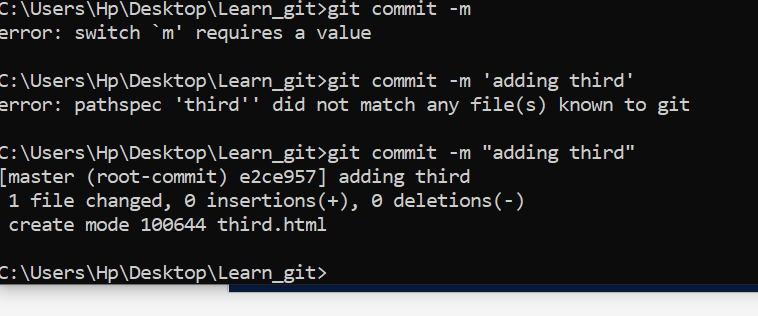 C:\Users\Hp\Desktop\Learn_git>git commit -m
error: switch `m' requires a value
C:\Users\Hp\Desktop\Learn_git>git commit -m 'adding third'
error: pathspec 'third'' did not match any file(s) known to git
C:\Users\Hp\Desktop\Learn_git>git commit -m "adding third"
[master (root-commit) e2ce957] adding third
 1 file changed, 0 insertions(+), 0 deletions(-)
 create mode 100644 third.html
C:\Users\Hp\Desktop\Learn_git>